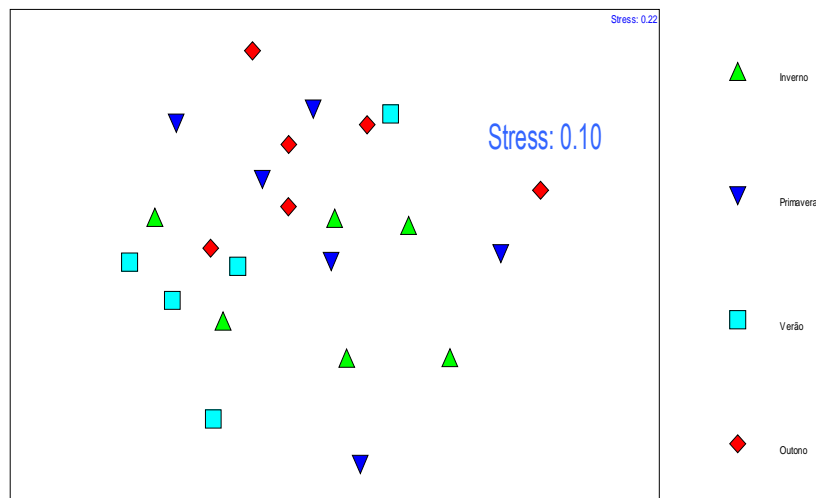 Stress: 0.22
Stress: 0.10
Inverno
Primavera
Verão
Outono